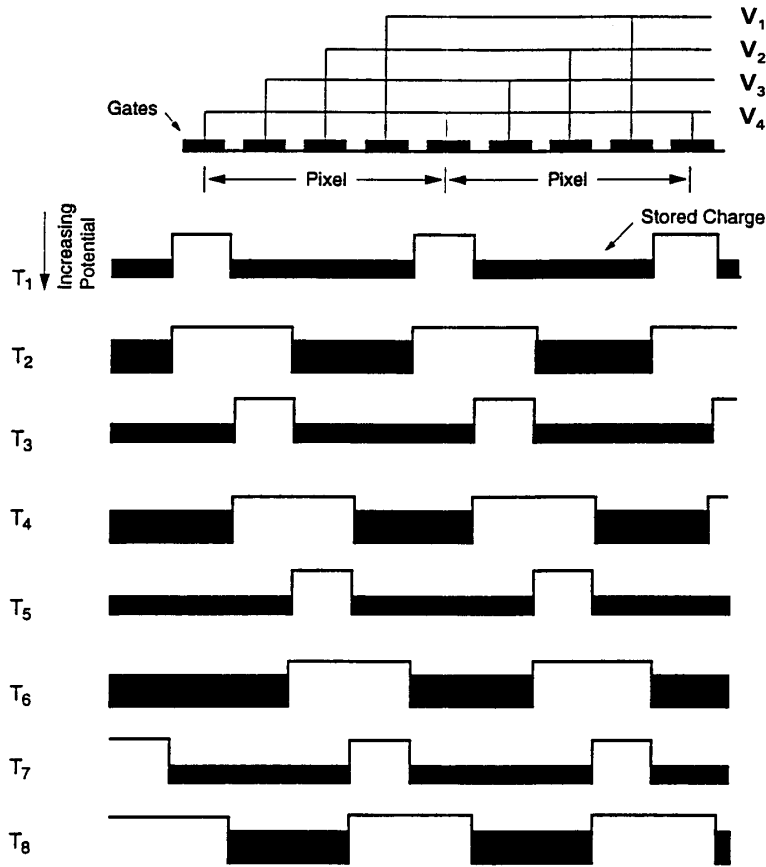 V1
V2
V3
V4
Gates
Pixel Pixel
Increasing
Potential
Stored Charge
T1
T2
T3
T4
T5
T6
T7
T8